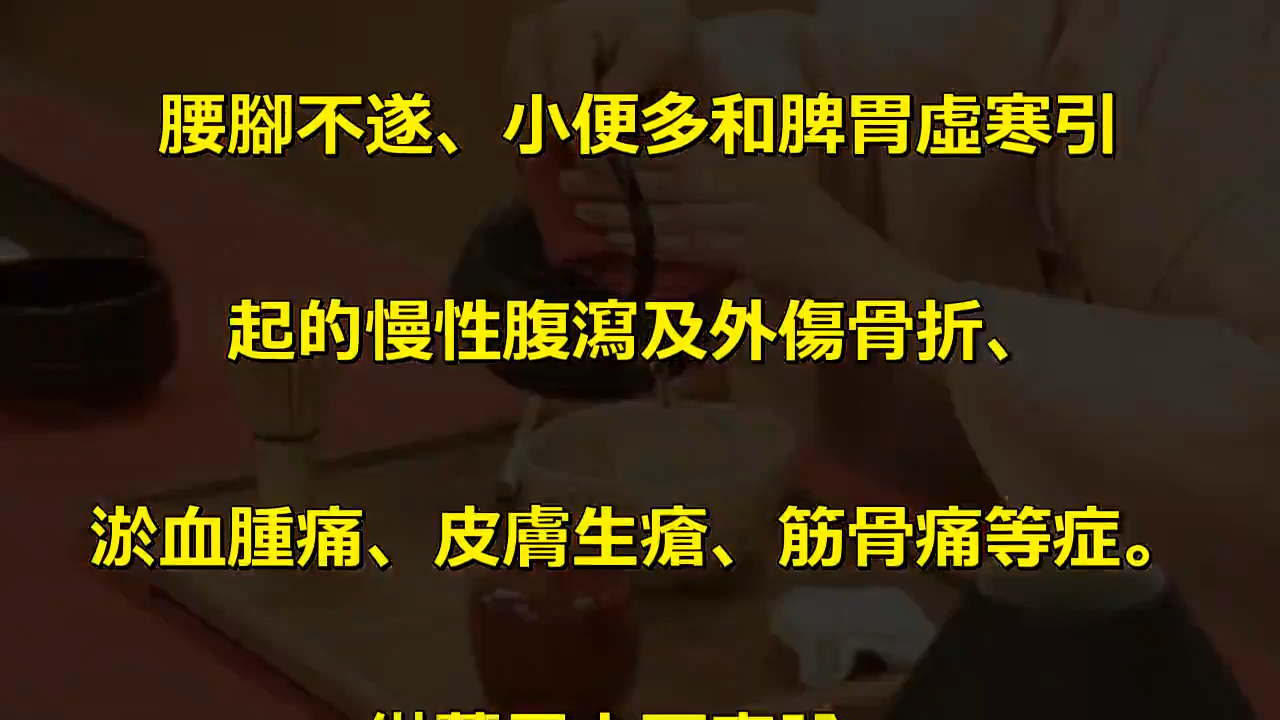 腰腳不遂、小便多和脾胃虛寒引
起的慢性腹瀉及外傷骨折、
淤血腫痛、皮膚生瘡、筋骨痛等症。